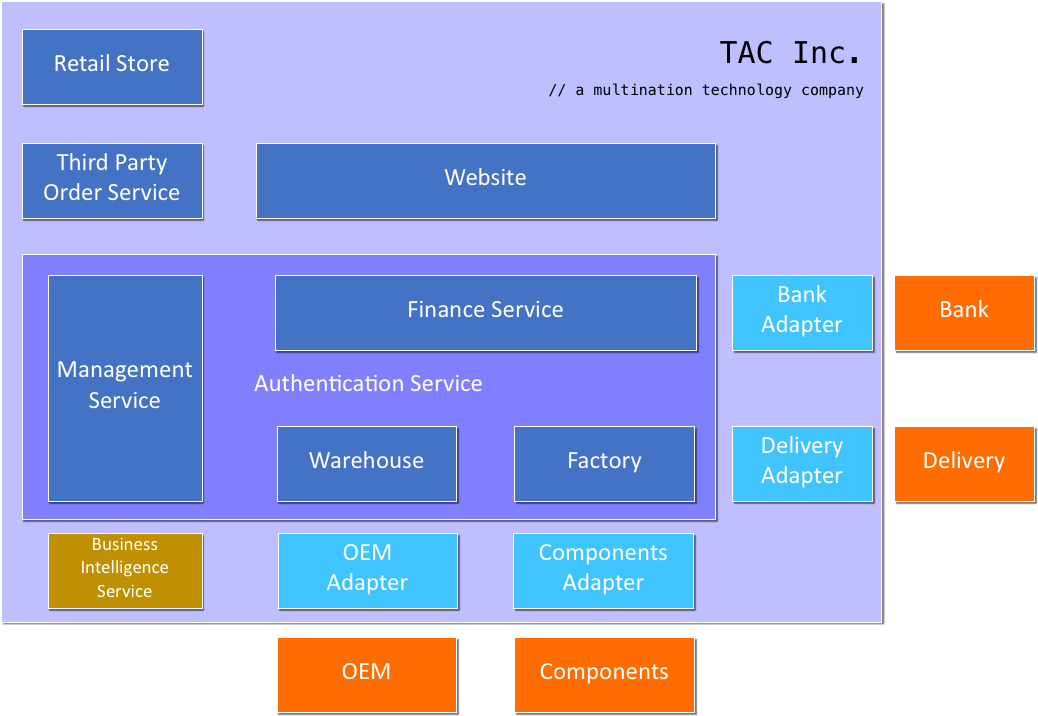 Retail Store
TAC Inc.
// a multination technology company
Third Party
Order Service
Website
Management
Service
Finance Service
Bank
Adapter
Bank
Authentication Service
Warehouse
Factory
Delivery
Adapter
Delivery
Business
Intelligence
Service
OEM
Adapter
Components
Adapter
OEM
Components